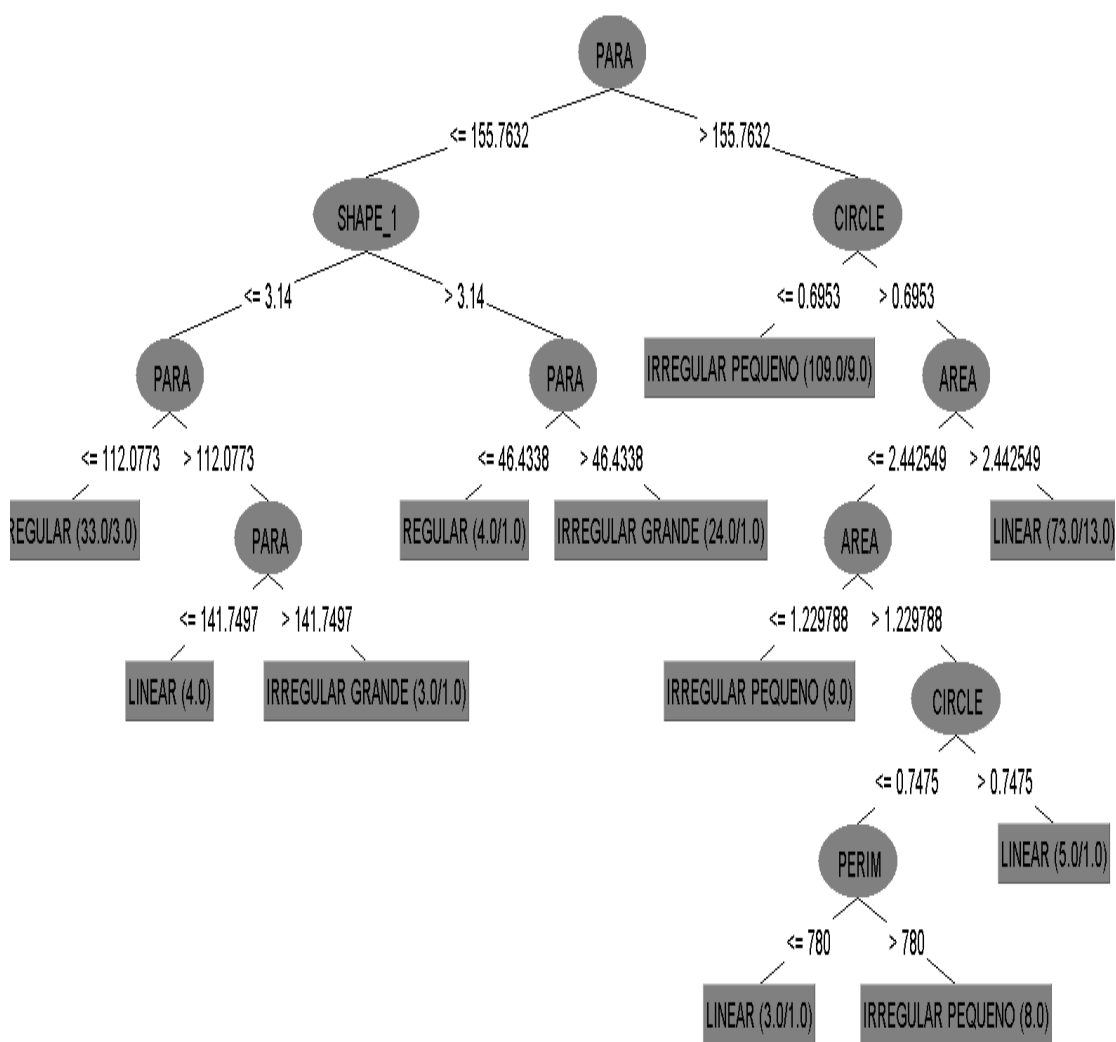 PARA
<= 155.7632 > 155.7632
SHAPE_1 CIRCLE
<= 3.14 > 3.14 <= 0.6953 > 0.6953
PARA PARA IRREGULAR PEQUENO (109.0/9.0) AREA
<= 112.0773 > 112.0773 <= 46.4338 > 46.4338 <= 2.442549 > 2.442549
REGULAR (33.0/3.0) PARA REGULAR (4.0/1.0) IRREGULAR GRANDE (24.0/1.0) AREA LINEAR (73.0/13.0)
<= 141.7497 > 141.7497 <= 1.229788 > 1.229788
LINEAR (4.0) IRREGULAR GRANDE (3.0/1.0) IRREGULAR PEQUENO (9.0) CIRCLE
<= 0.7475 > 0.7475
PERIM LINEAR (5.0/1.0)
<= 780 > 780
LINEAR (3.0/1.0) IRREGULAR PEQUENO (8.0)